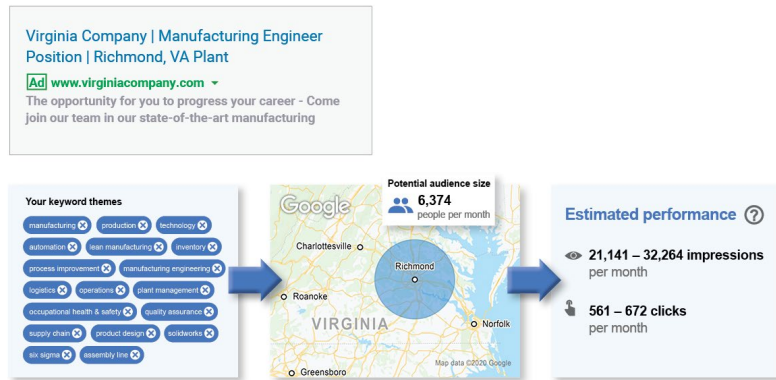 Virginia Company | Manufacturing Engineer
Position | Richmond, VA Plant
Ad www.virginiacompany.com
The opportunity for you to progress your career - Come
join our team in our state-of-the-art manufacturing
Your keyword themes
manufacturing production technology
automation lean manufacturing inventory
process improvement manufacturing engineering
logistics operations plant management
occupational health & safety quality assurance
supply chain product design solidworks
six sigma assembly line
Potential audience size
6,374
people per month
Google
Charlottesville
Richmond
Roanoke
VIRGINIA
Norfolk
Map data ©2020 Google
Greensboro
Estimated performance ?
21,141 – 32,264 impressions
per month
561 – 672 clicks
per month